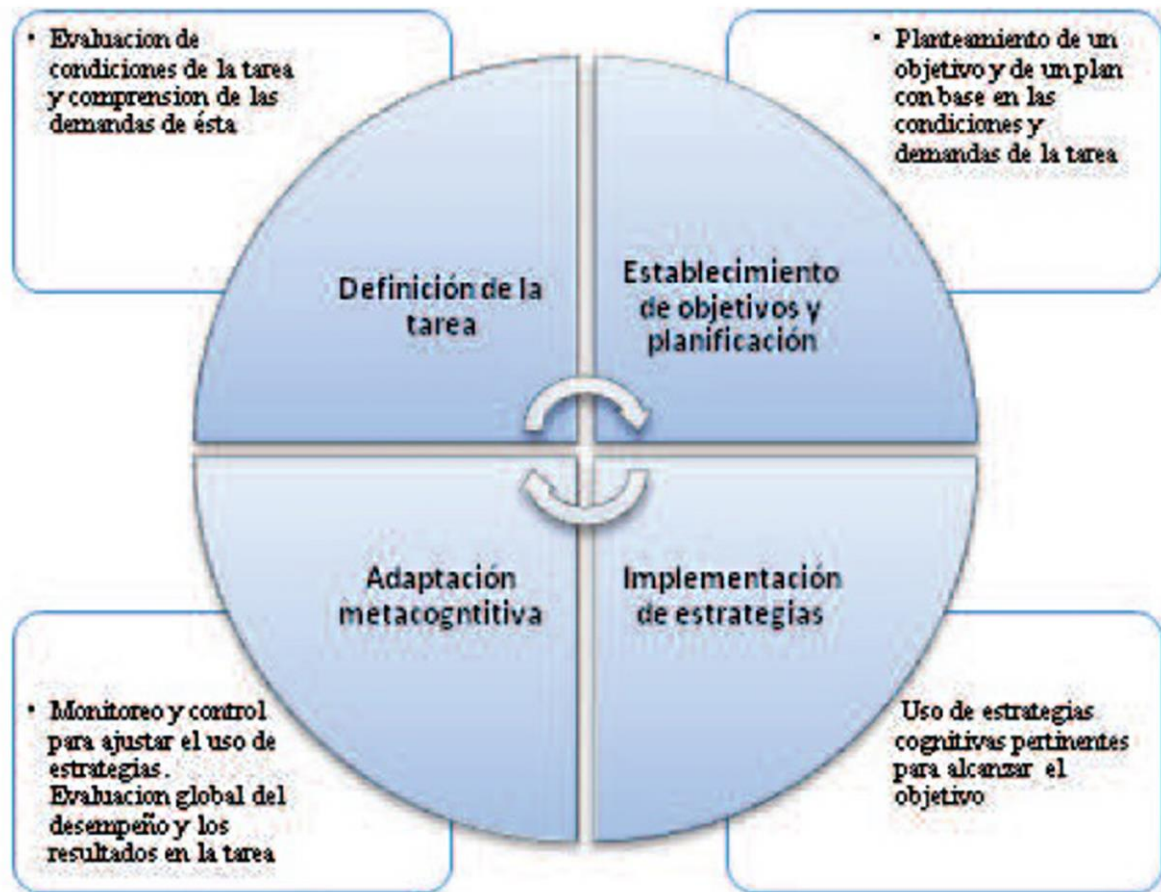 • Evaluacion de
condiciones de la tarea
y comprension de las
demandas de ésta
• Planteamiento de un
objetivo y de un plan
con base en las
condiciones y
demandas de la tarea
Definición de la
tarea
Establecimiento
de objetivos y
planificación
Adaptación
metacogntitiva
Implementación
de estrategias
• Monitoreo y control
para ajustar el uso de
estrategias.
Evaluacion global del
desempeño y los
resultados en la tarea
Uso de estrategias
cognitivas pertinentes
para alcanzar el
objetivo